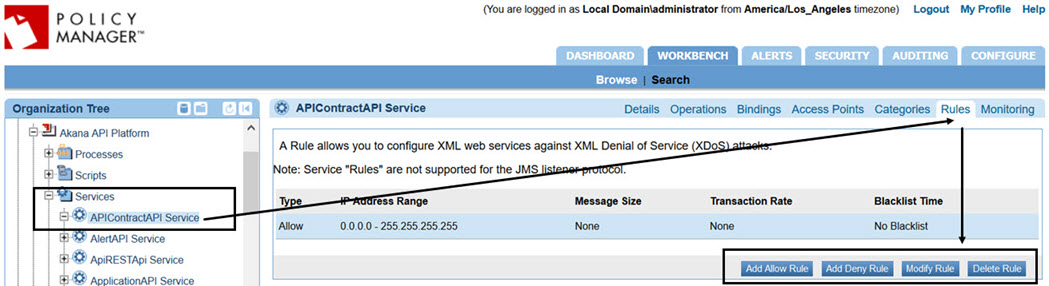 (You are logged in as Local Domain\administrator from America/Los_Angeles timezone) Logout My Profile Help
POLICY
MANAGER™
DASHBOARD WORKBENCH ALERTS SECURITY AUDITING CONFIGURE
Browse | Search
Organization Tree
Akana API Platform
Processes
Scripts
Services
APIContractAPI Service
AlertAPI Service
ApiRESTApi Service
ApplicationAPI Service
APIContractAPI Service Details Operations Bindings Access Points Categories Rules Monitoring
A Rule allows you to configure XML web services against XML Denial of Service (XDoS) attacks.
Note: Service "Rules" are not supported for the JMS listener protocol.
Type IP Address Range Message Size Transaction Rate Blacklist Time
Allow 0.0.0.0 - 255.255.255.255 None None No Blacklist
Add Allow Rule Add Deny Rule Modify Rule Delete Rule